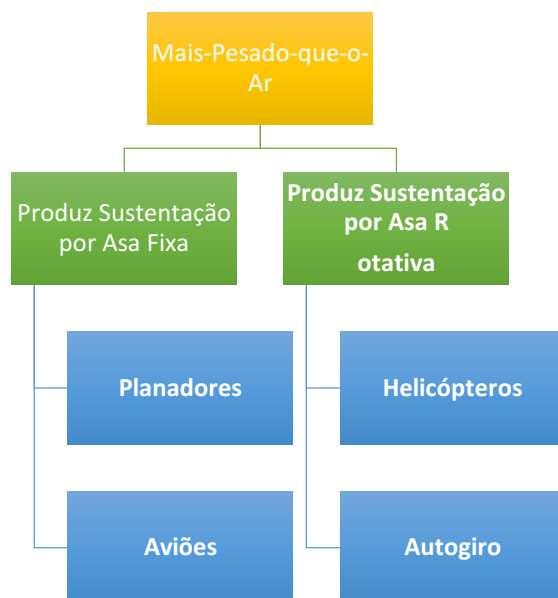 Mais-Pesado-que-o-
Ar
Produz Sustentação
por Asa Fixa
Produz Sustentação
por Asa R
otativa
Planadores
Helicópteros
Aviões
Autogiro